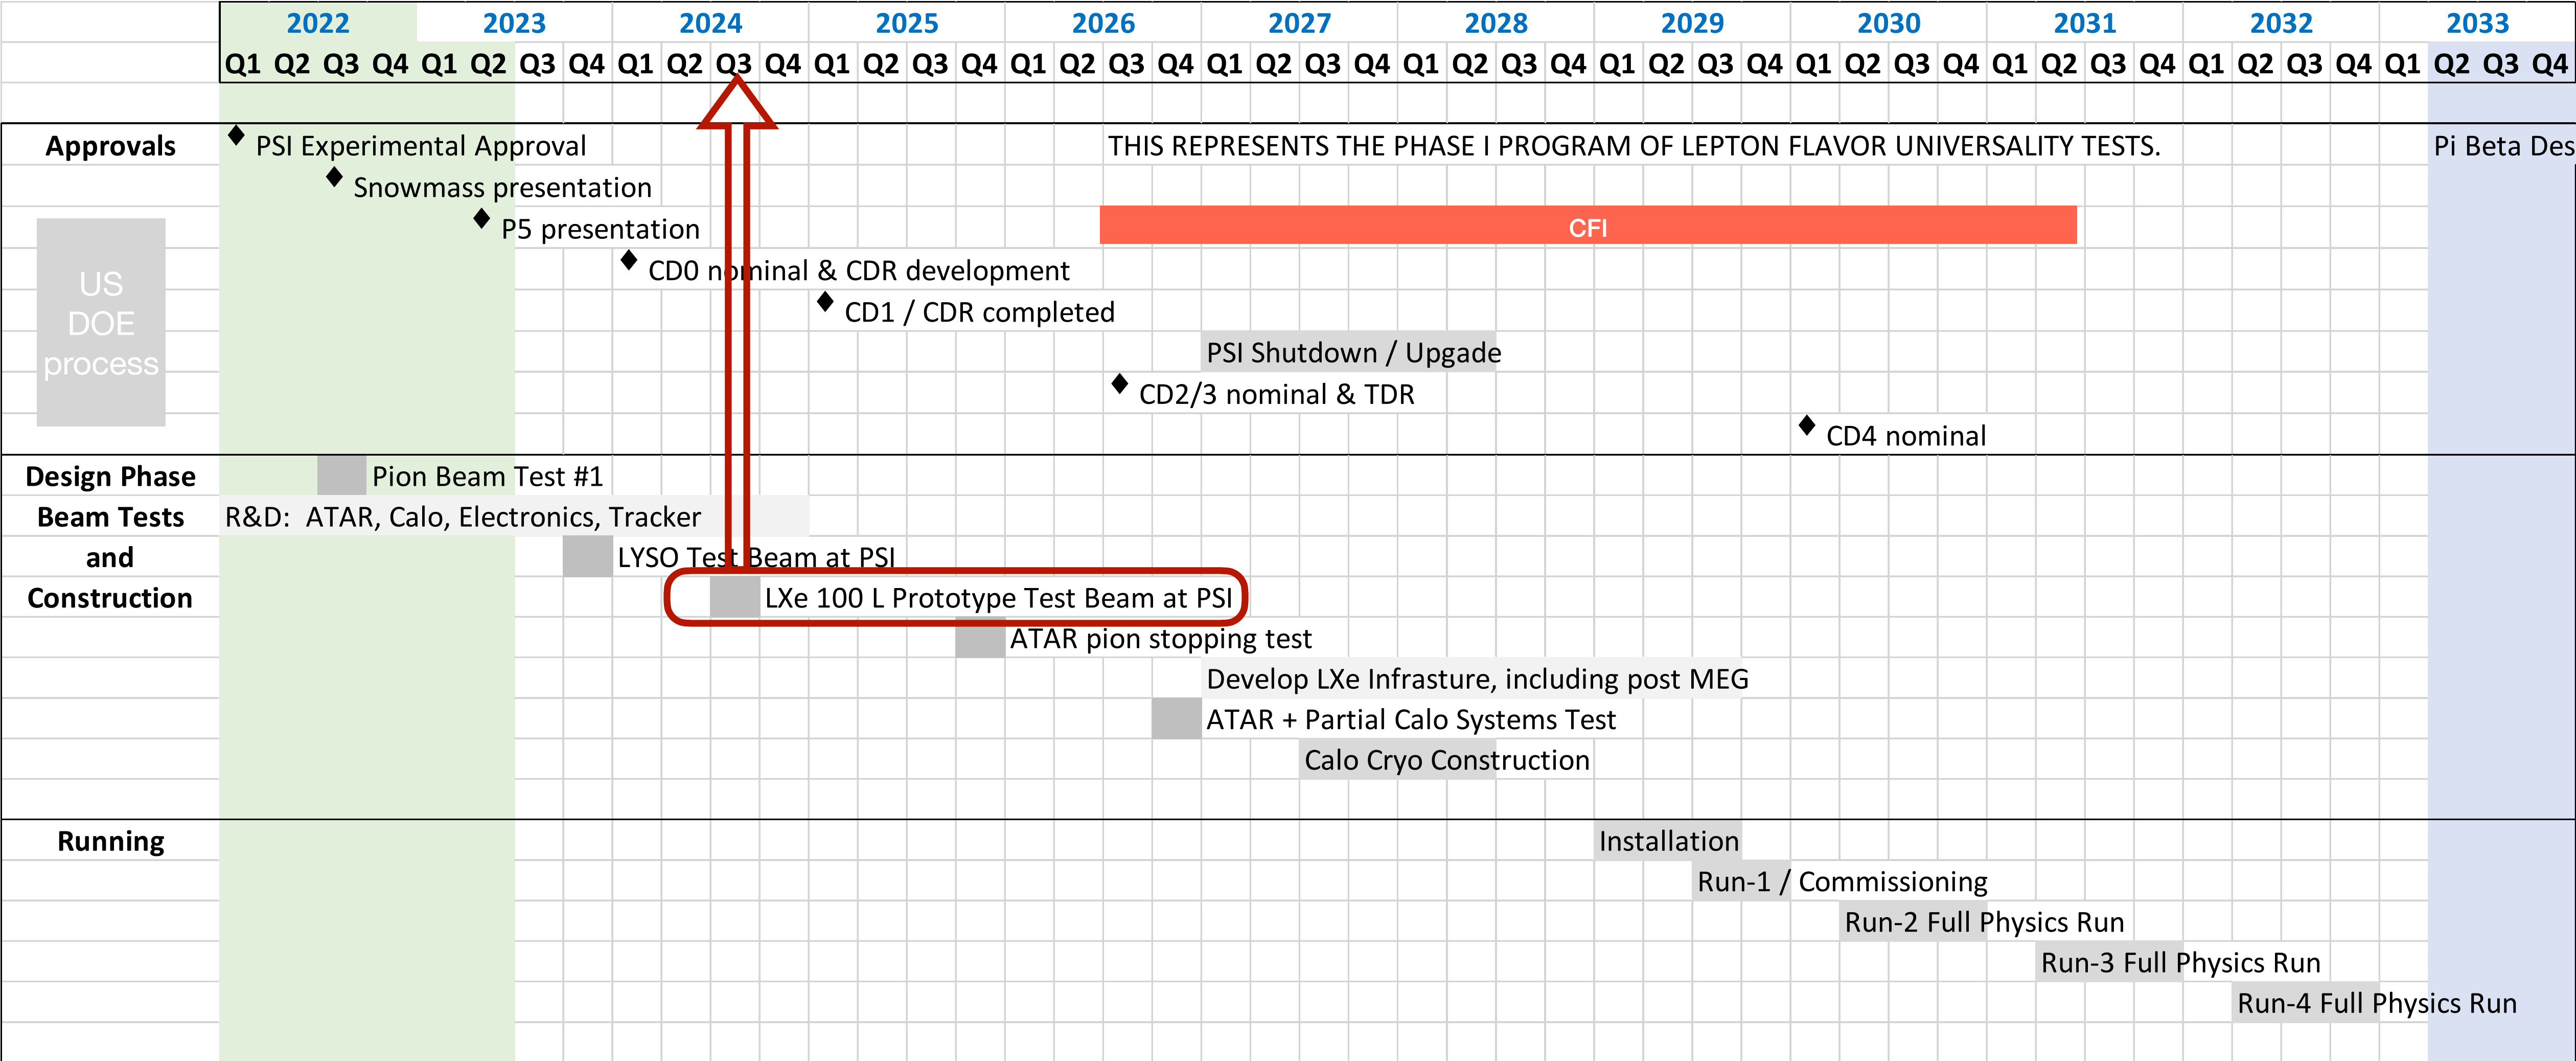 2022 2023 2024 2025 2026 2027 2028 2029 2030 2031 2032 2033
Q1 Q2 Q3 Q4 Q1 Q2 Q3 Q4 Q1 Q2 Q3 Q4 Q1 Q2 Q3 Q4 Q1 Q2 Q3 Q4 Q1 Q2 Q3 Q4 Q1 Q2 Q3 Q4 Q1 Q2 Q3 Q4 Q1 Q2 Q3 Q4 Q1 Q2 Q3 Q4 Q1 Q2 Q3 Q4 Q1 Q2 Q3 Q4
Approvals PSI Experimental Approval THIS REPRESENTS THE PHASE I PROGRAM OF LEPTON FLAVOR UNIVERSALITY TESTS. Pi Beta Des
Snowmass presentation
P5 presentation CFI
US
DOE
process
CD0 nominal & CDR development
CD1 / CDR completed
PSI Shutdown / Upgade
CD2/3 nominal & TDR
CD4 nominal
Design Phase Pion Beam Test #1
Beam Tests R&D: ATAR, Calo, Electronics, Tracker
and LYSO Test Beam at PSI
Construction LXe 100 L Prototype Test Beam at PSI
ATAR pion stopping test
Develop LXe Infrasture, including post MEG
ATAR + Partial Calo Systems Test
Calo Cryo Construction
Running Installation
Run-1 / Commissioning
Run-2 Full Physics Run
Run-3 Full Physics Run
Run-4 Full Physics Run